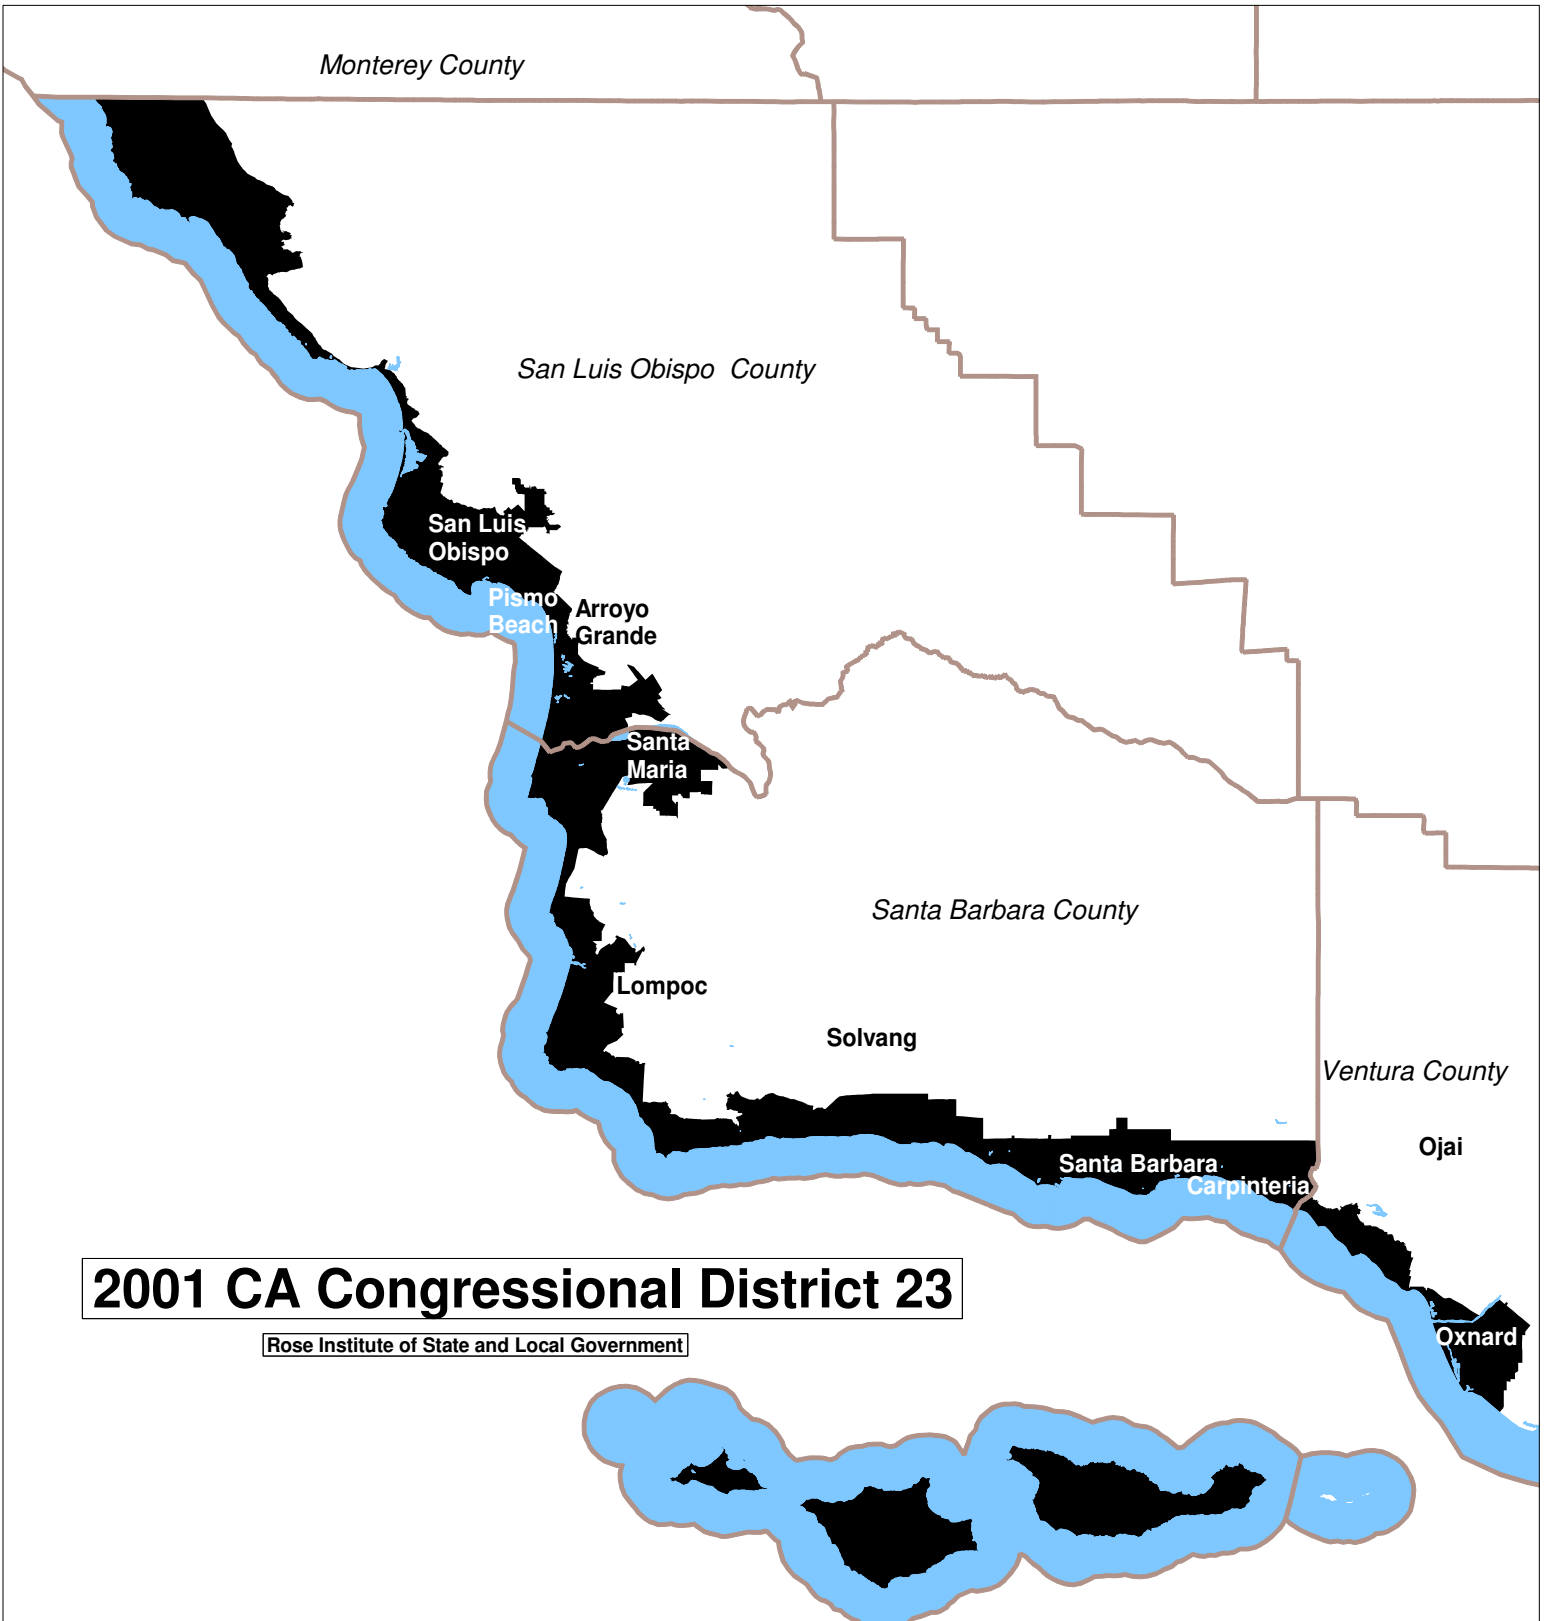 Monterey County
San Luis Obispo  County
San Luis
Obispo
Pismo
Beach
Arroyo
Grande
Santa
Maria
Santa Barbara County
Lompoc
Solvang
Ventura County
Ojai
Santa Barbara
Carpinteria
2001 CA Congressional District 23
Oxnard
Rose Institute of State and Local Government